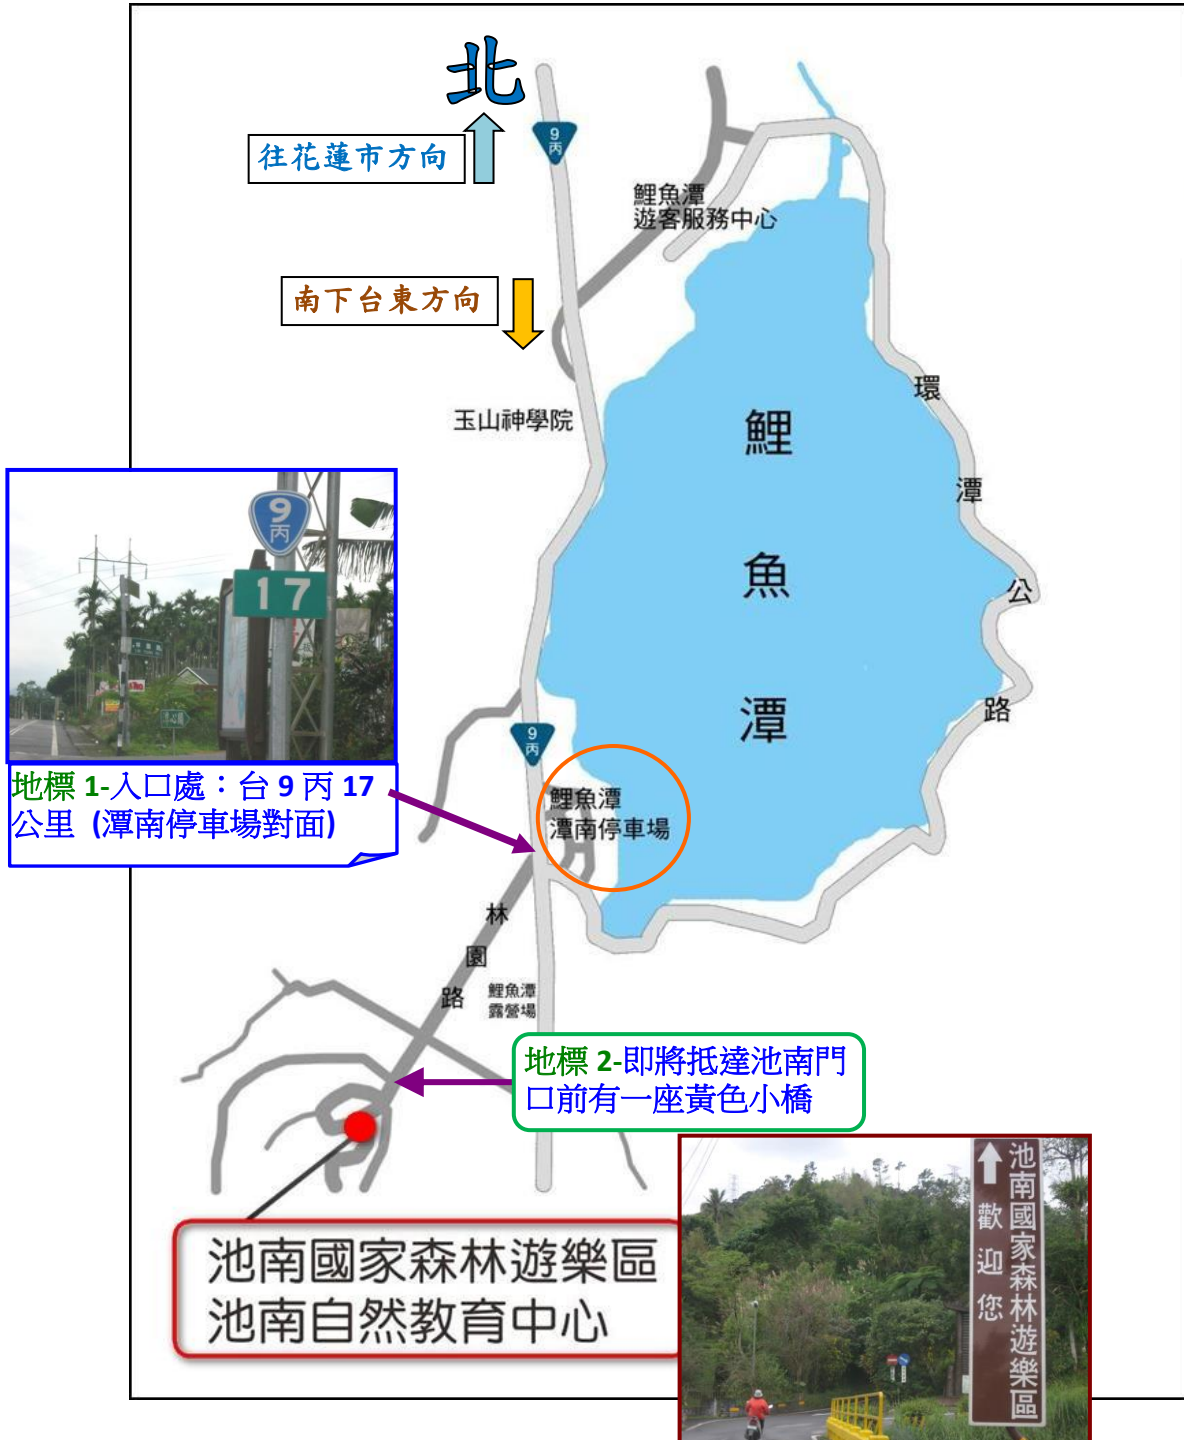 北
往花蓮市方向
9
丙
鯉魚潭
遊客服務中心
南下台東方向
玉山神學院
鯉魚潭
環潭公路
9
丙
17
地標 1-入口處：台 9 丙 17
公里 (潭南停車場對面)
9
丙
鯉魚潭
潭南停車場
林園路
鯉魚潭
露營場
地標 2-即將抵達池南門
口前有一座黃色小橋
池南國家森林遊樂區
池南自然教育中心
池南國家森林遊樂區
歡迎您